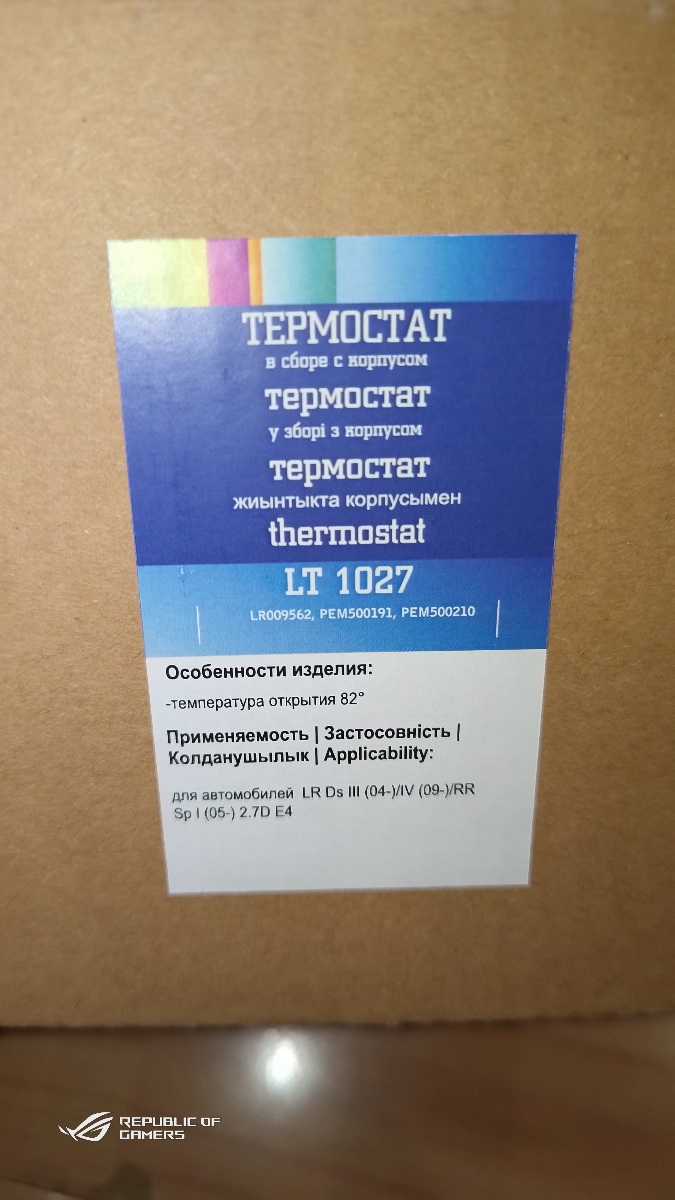 ТЕРМОСТАТ
в сборе с корпусом
термостат
у зборі з корпусом
термостат
жиынтыкта корпусымен
thermostat
LT 1027
LR009562, PEM500191, PEM500210
Особенности изделия:
-температура открытия 82°
Применяемость | Застосовність |
Колданушылык | Applicability:
для автомобилей LR Ds III (04-)/IV (09-)/RR
Sp I (05-) 2.7D E4
REPUBLIC OF
GAMERS